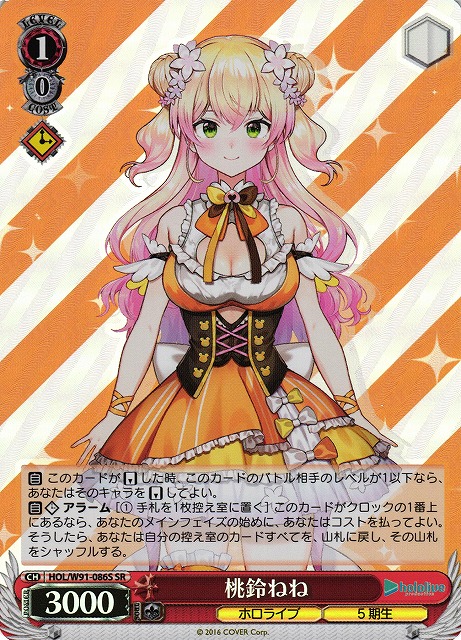 LEVEL
1
0
COST
このカードが した時、このカードのバトル相手のレベルが1以下なら、
あなたはそのキャラを してよい。
アラーム [① 手札を1枚控え室に置く] このカードがクロックの1番上
にあるなら、あなたのメインフェイズの始めに、あなたはコストを払ってよい。
そうしたら、あなたは自分の控え室のカードすべてを、山札に戻し、その山札
をシャッフルする。
CH HOL/W91-086S SR
POWER 3000
SOUL
桃鈴ねね
hololive
ホロライブ
5期生
© 2016 COVER Corp.